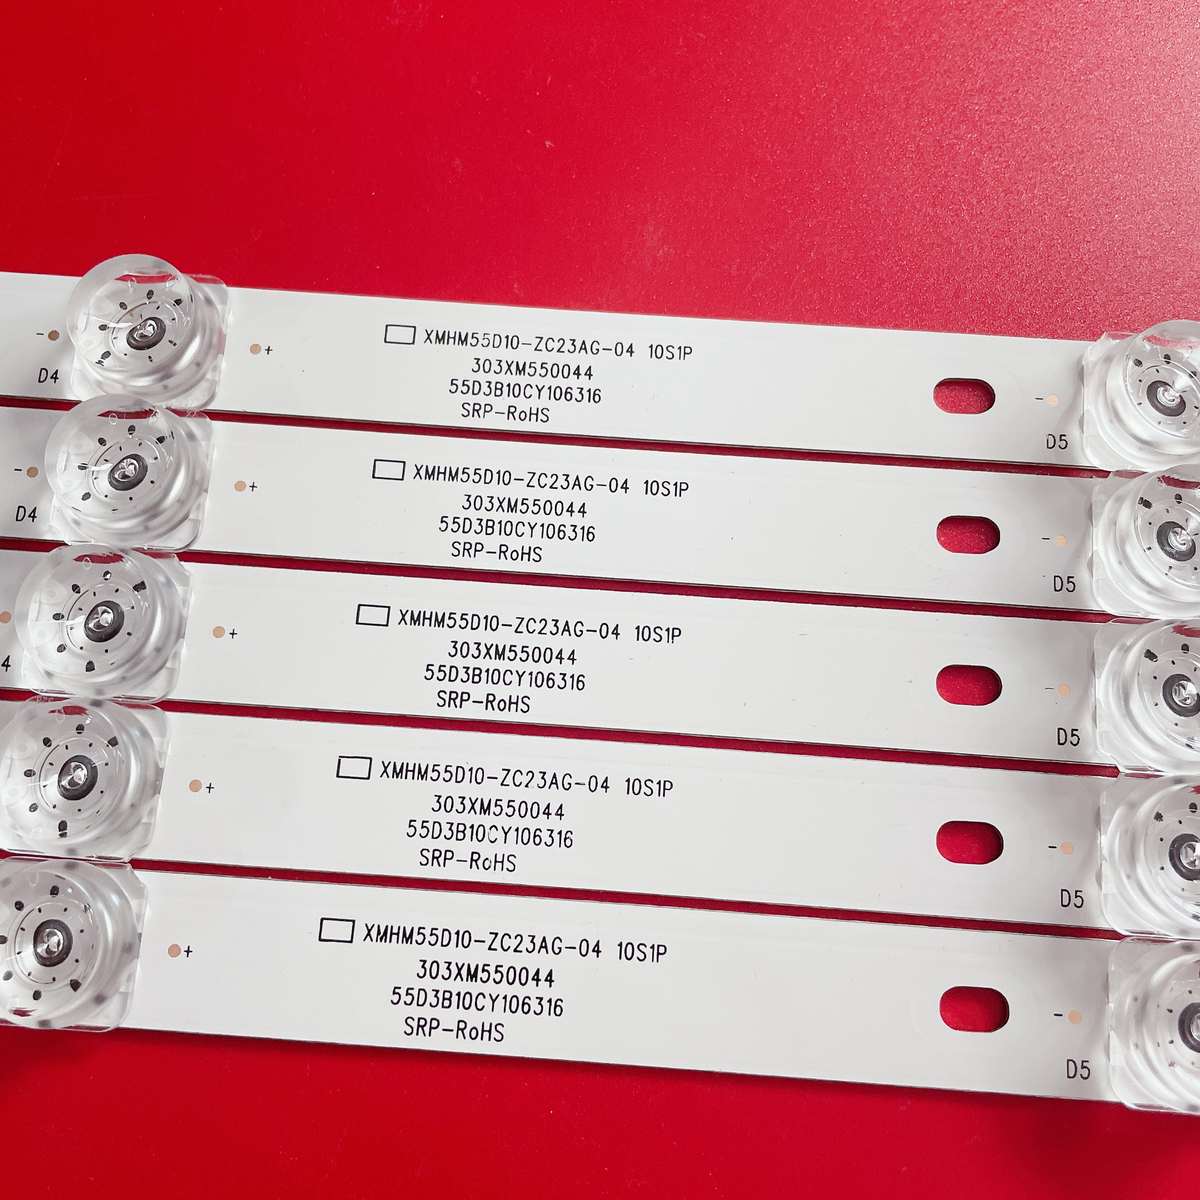 XMHM55D10-ZC23AG-04 10S1P
303XM550044
55D3B10CY106316
SRP-RoHS
- D4 + - D5
XMHM55D10-ZC23AG-04 10S1P
303XM550044
55D3B10CY106316
SRP-RoHS
- D4 + - D5
XMHM55D10-ZC23AG-04 10S1P
303XM550044
55D3B10CY106316
SRP-RoHS
4 + - D5
XMHM55D10-ZC23AG-04 10S1P
303XM550044
55D3B10CY106316
SRP-RoHS
+ - D5
XMHM55D10-ZC23AG-04 10S1P
303XM550044
55D3B10CY106316
SRP-RoHS
+ - D5